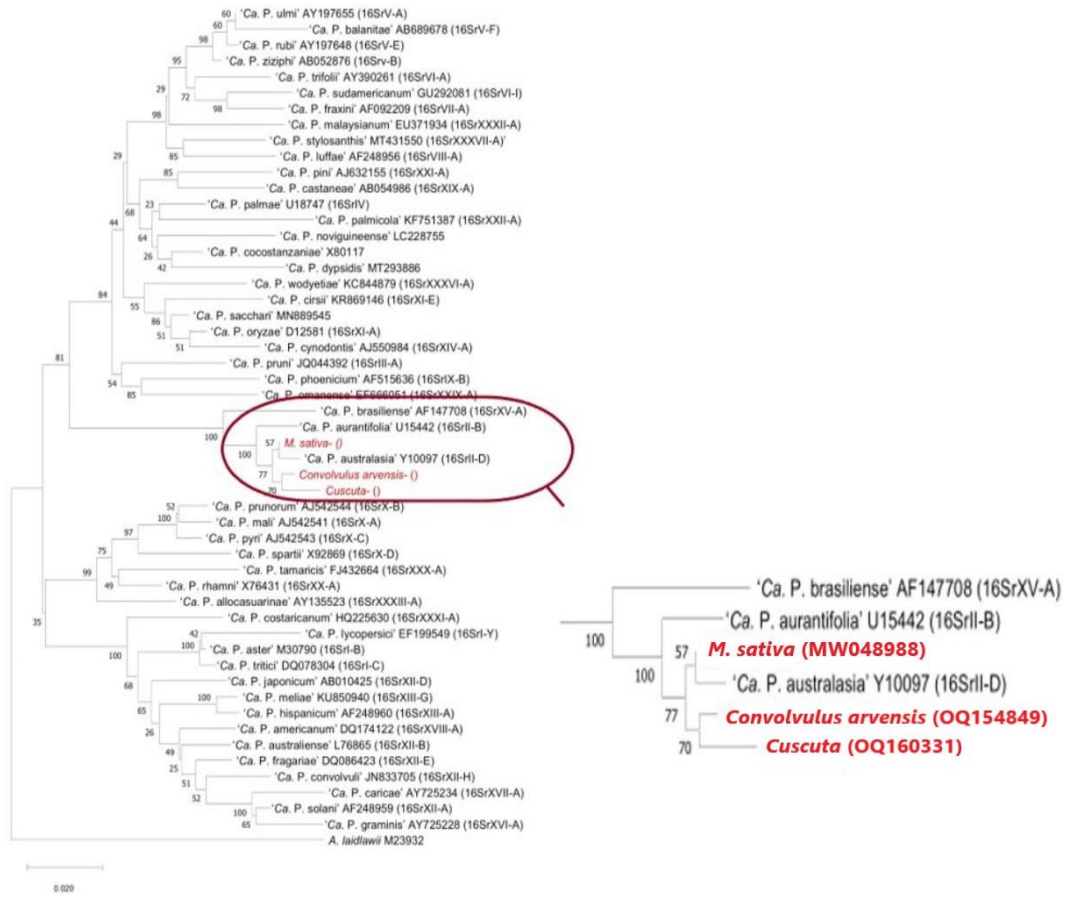 60 'Ca. P. ulmi' AY197655 (16SrV-A)
60 'Ca. P. balanitae' AB689678 (16SrV-F)
98 'Ca. P. rubi' AY197648 (16SrV-E)
'Ca. P. ziziphi' AB052876 (16Srv-B)
95 'Ca. P. trifolii' AY390261 (16SrVI-A)
29 72 'Ca. P. sudamericanum' GU292081 (16SrVI-I)
98 'Ca. P. fraxini' AF092209 (16SrVII-A)
98 'Ca. P. malaysianum' EU371934 (16SrXXXII-A)
'Ca. P. stylosanthis' MT431550 (16SrXXXVII-A)'
29 85 'Ca. P. luffae' AF248956 (16SrVIII-A)
85 'Ca. P. pini' AJ632155 (16SrXXI-A)
'Ca. P. castaneae' AB054986 (16SrXIX-A)
68 23 'Ca. P. palmae' U18747 (16SrIV)
44 'Ca. P. palmicola' KF751387 (16SrXXII-A)
64 'Ca. P. noviguineense' LC228755
26 'Ca. P. cocostanzaniae' X80117
42 'Ca. P. dypsidis' MT293886
'Ca. P. wodyetiae' KC844879 (16SrXXXVI-A)
84 55 'Ca. P. cirsii' KR869146 (16SrXI-E)
86 'Ca. P. sacchari' MN889545
51 'Ca. P. oryzae' D12581 (16SrXI-A)
51 'Ca. P. cynodontis' AJ550984 (16SrXIV-A)
81 'Ca. P. pruni' JQ044392 (16SrIII-A)
54 'Ca. P. phoenicium' AF515636 (16SrIX-B)
85 'Ca. P. omanense' EF666051 (16SrXXIX-A)
'Ca. P. brasiliense' AF147708 (16SrXV-A)
100 'Ca. P. aurantifolia' U15442 (16SrII-B)
57 M. sativa- ()
100 'Ca. P. australasia' Y10097 (16SrII-D)
77 Convolvulus arvensis- ()
70 Cuscuta- ()
52 'Ca. P. prunorum' AJ542544 (16SrX-B)
100 'Ca. P. mali' AJ542541 (16SrX-A)
97 'Ca. P. pyri' AJ542543 (16SrX-C)
75 'Ca. P. spartii' X92869 (16SrX-D)
99 'Ca. P. tamaricis' FJ432664 (16SrXXX-A)
49 'Ca. P. rhamni' X76431 (16SrXX-A)
'Ca. P. allocasuarinae' AY135523 (16SrXXXIII-A)
35 'Ca. P. costaricanum' HQ225630 (16SrXXXI-A)
42 'Ca. P. lycopersici' EF199549 (16SrI-Y)
100 100 'Ca. P. aster' M30790 (16SrI-B)
'Ca. P. tritici' DQ078304 (16SrI-C)
68 'Ca. P. japonicum' AB010425 (16SrXII-D)
100 'Ca. P. meliae' KU850940 (16SrXIII-G)
65 'Ca. P. hispanicum' AF248960 (16SrXIII-A)
26 'Ca. P. americanum' DQ174122 (16SrXVIII-A)
49 'Ca. P. australiense' L76865 (16SrXII-B)
25 'Ca. P. fragariae' DQ086423 (16SrXII-E)
51 'Ca. P. convolvuli' JN833705 (16SrXII-H)
52 'Ca. P. caricae' AY725234 (16SrXVII-A)
100 'Ca. P. solani' AF248959 (16SrXII-A)
65 'Ca. P. graminis' AY725228 (16SrXVI-A)
A. laidlawii M23932
0.020
'Ca. P. brasiliense' AF147708 (16SrXV-A)
100 'Ca. P. aurantifolia' U15442 (16SrII-B)
57 M. sativa (MW048988)
100 'Ca. P. australasia' Y10097 (16SrII-D)
77 Convolvulus arvensis (OQ154849)
70 Cuscuta (OQ160331)